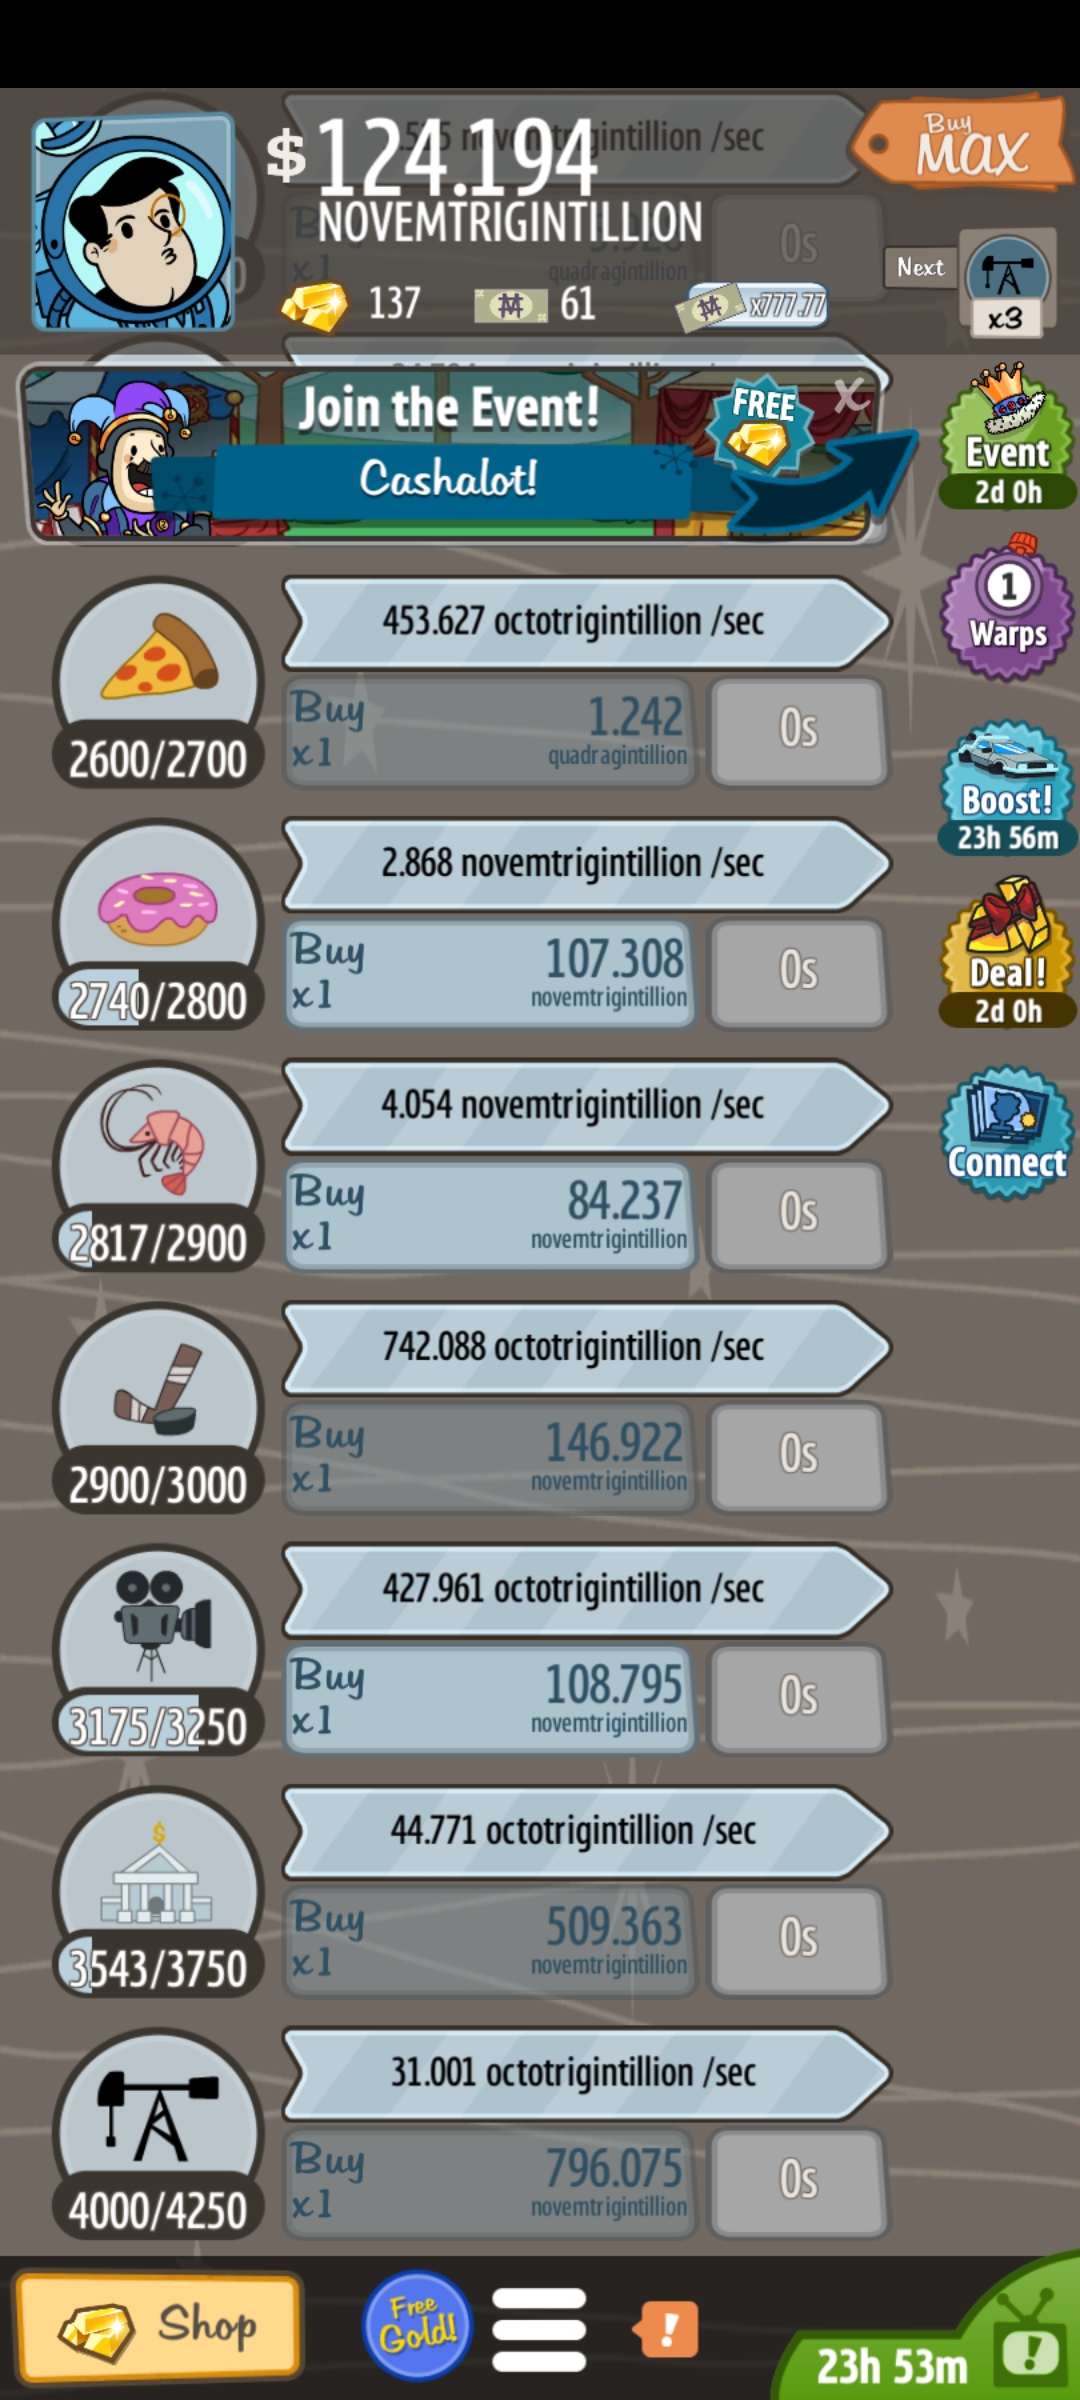 /sec
$124.194
NOVEMTRIGINTILLION
Buy
MAX
0s
x1
quadragintillion
137
61
x777.77
Next
x3
Join the Event!
FREE
X
Cashalot!
Event
2d 0h
453.627 octotrigintillion /sec
Buy
x1
1.242
quadragintillion
0s
2600/2700
1
Warps
2.868 novemtrigintillion /sec
Buy
x1
107.308
novemtrigintillion
0s
2740/2800
Boost!
23h 56m
Deal!
2d 0h
4.054 novemtrigintillion /sec
Buy
x1
84.237
novemtrigintillion
0s
2817/2900
Connect
742.088 octotrigintillion /sec
Buy
x1
146.922
novemtrigintillion
0s
2900/3000
427.961 octotrigintillion /sec
Buy
x1
108.795
novemtrigintillion
0s
3175/3250
$
44.771 octotrigintillion /sec
Buy
x1
509.363
novemtrigintillion
0s
3543/3750
31.001 octotrigintillion /sec
Buy
x1
796.075
novemtrigintillion
0s
4000/4250
Shop
Free
Gold!
!
23h 53m
!